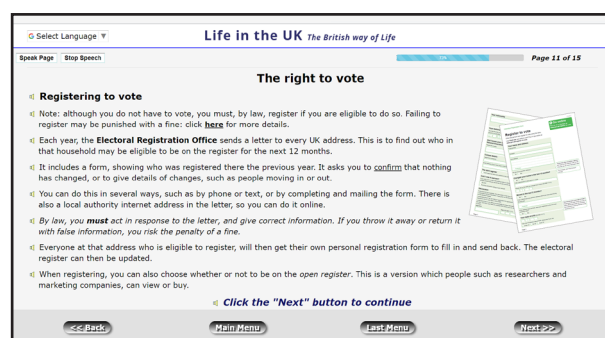 G Select Language ▼
Life in the UK The British way of Life
Speak Page Stop Speech
Page 11 of 15
The right to vote
Registering to vote
Note: although you do not have to vote, you must, by law, register if you are eligible to do so. Failing to
register may be punished with a fine: click here for more details.
Each year, the Electoral Registration Office sends a letter to every UK address. This is to find out who in
that household may be eligible to be on the register for the next 12 months.
It includes a form, showing who was registered there the previous year. It asks you to confirm that nothing
has changed, or to give details of changes, such as people moving in or out.
You can do this in several ways, such as by phone or text, or by completing and mailing the form. There is
also a local authority internet address in the letter, so you can do it online.
By law, you must act in response to the letter, and give correct information. If you throw it away or return it
with false information, you risk the penalty of a fine.
Everyone at that address who is eligible to register, will then get their own personal registration form to fill in and send back. The electoral
register can then be updated.
When registering, you can also choose whether or not to be on the open register. This is a version which people such as researchers and
marketing companies, can view or buy.
Click the "Next" button to continue
<< Back Main Menu Last Menu Next >>
Register to vote